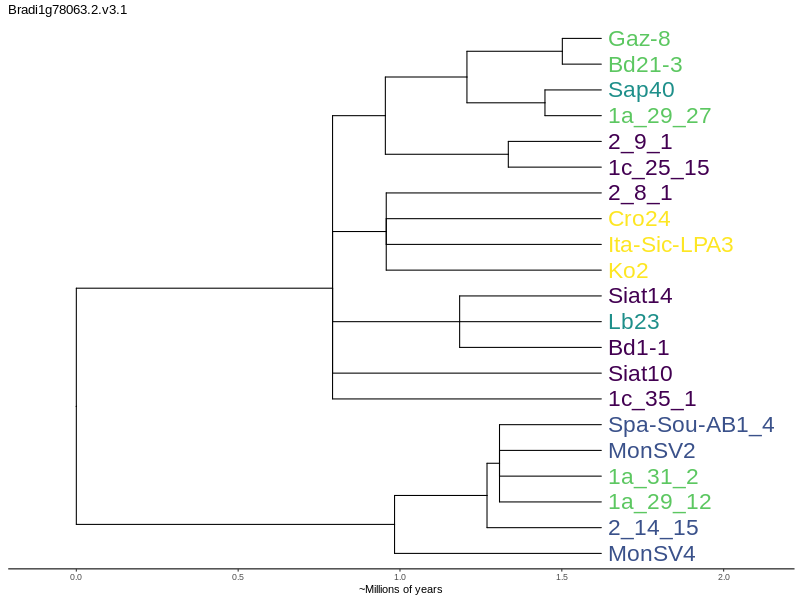 Bradi1g78063.2.v3.1
Gaz-8
Bd21-3
Sap40
1a_29_27
2_9_1
1c_25_15
2_8_1
Cro24
Ita-Sic-LPA3
Ko2
Siat14
Lb23
Bd1-1
Siat10
1c_35_1
Spa-Sou-AB1_4
MonSV2
1a_31_2
1a_29_12
2_14_15
MonSV4
0.0 0.5 1.0 1.5 2.0
~Millions of years